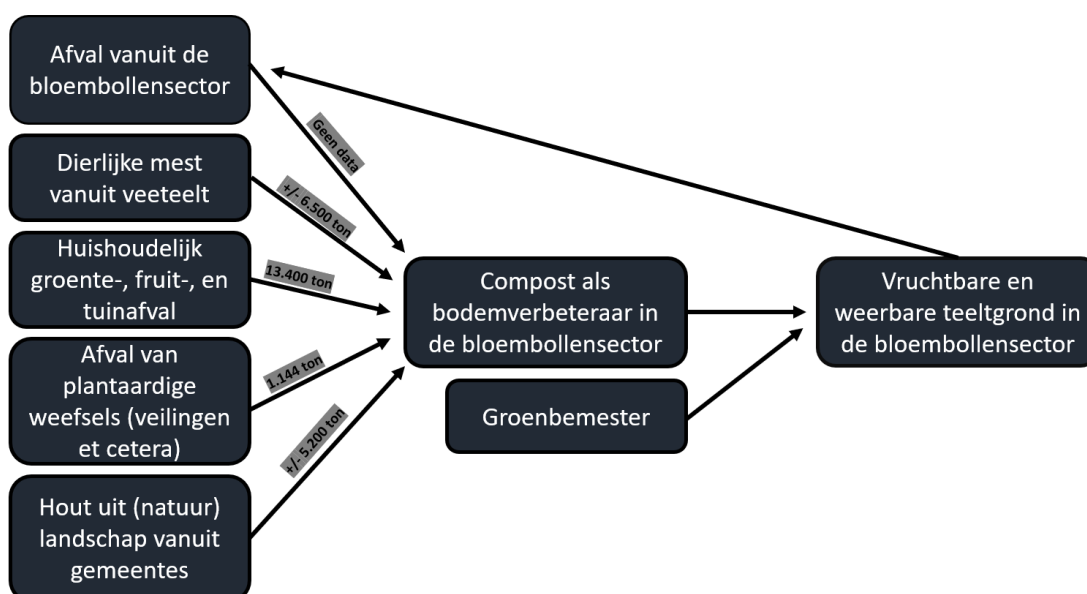 Afval vanuit de
bloembollensector
Geen data
Dierlijke mest
vanuit veeteelt
+/- 6.500 ton
Huishoudelijk
groente-, fruit-, en
tuinafval
13.400 ton
Afval van
plantaardige
weefsels (veilingen
et cetera)
1.144 ton
Hout uit (natuur)
landschap vanuit
gemeentes
+/- 5.200 ton
Compost als
bodemverbeteraar in
de bloembollensector
Groenbemester
Vruchtbare en
weerbare teeltgrond in
de bloembollensector